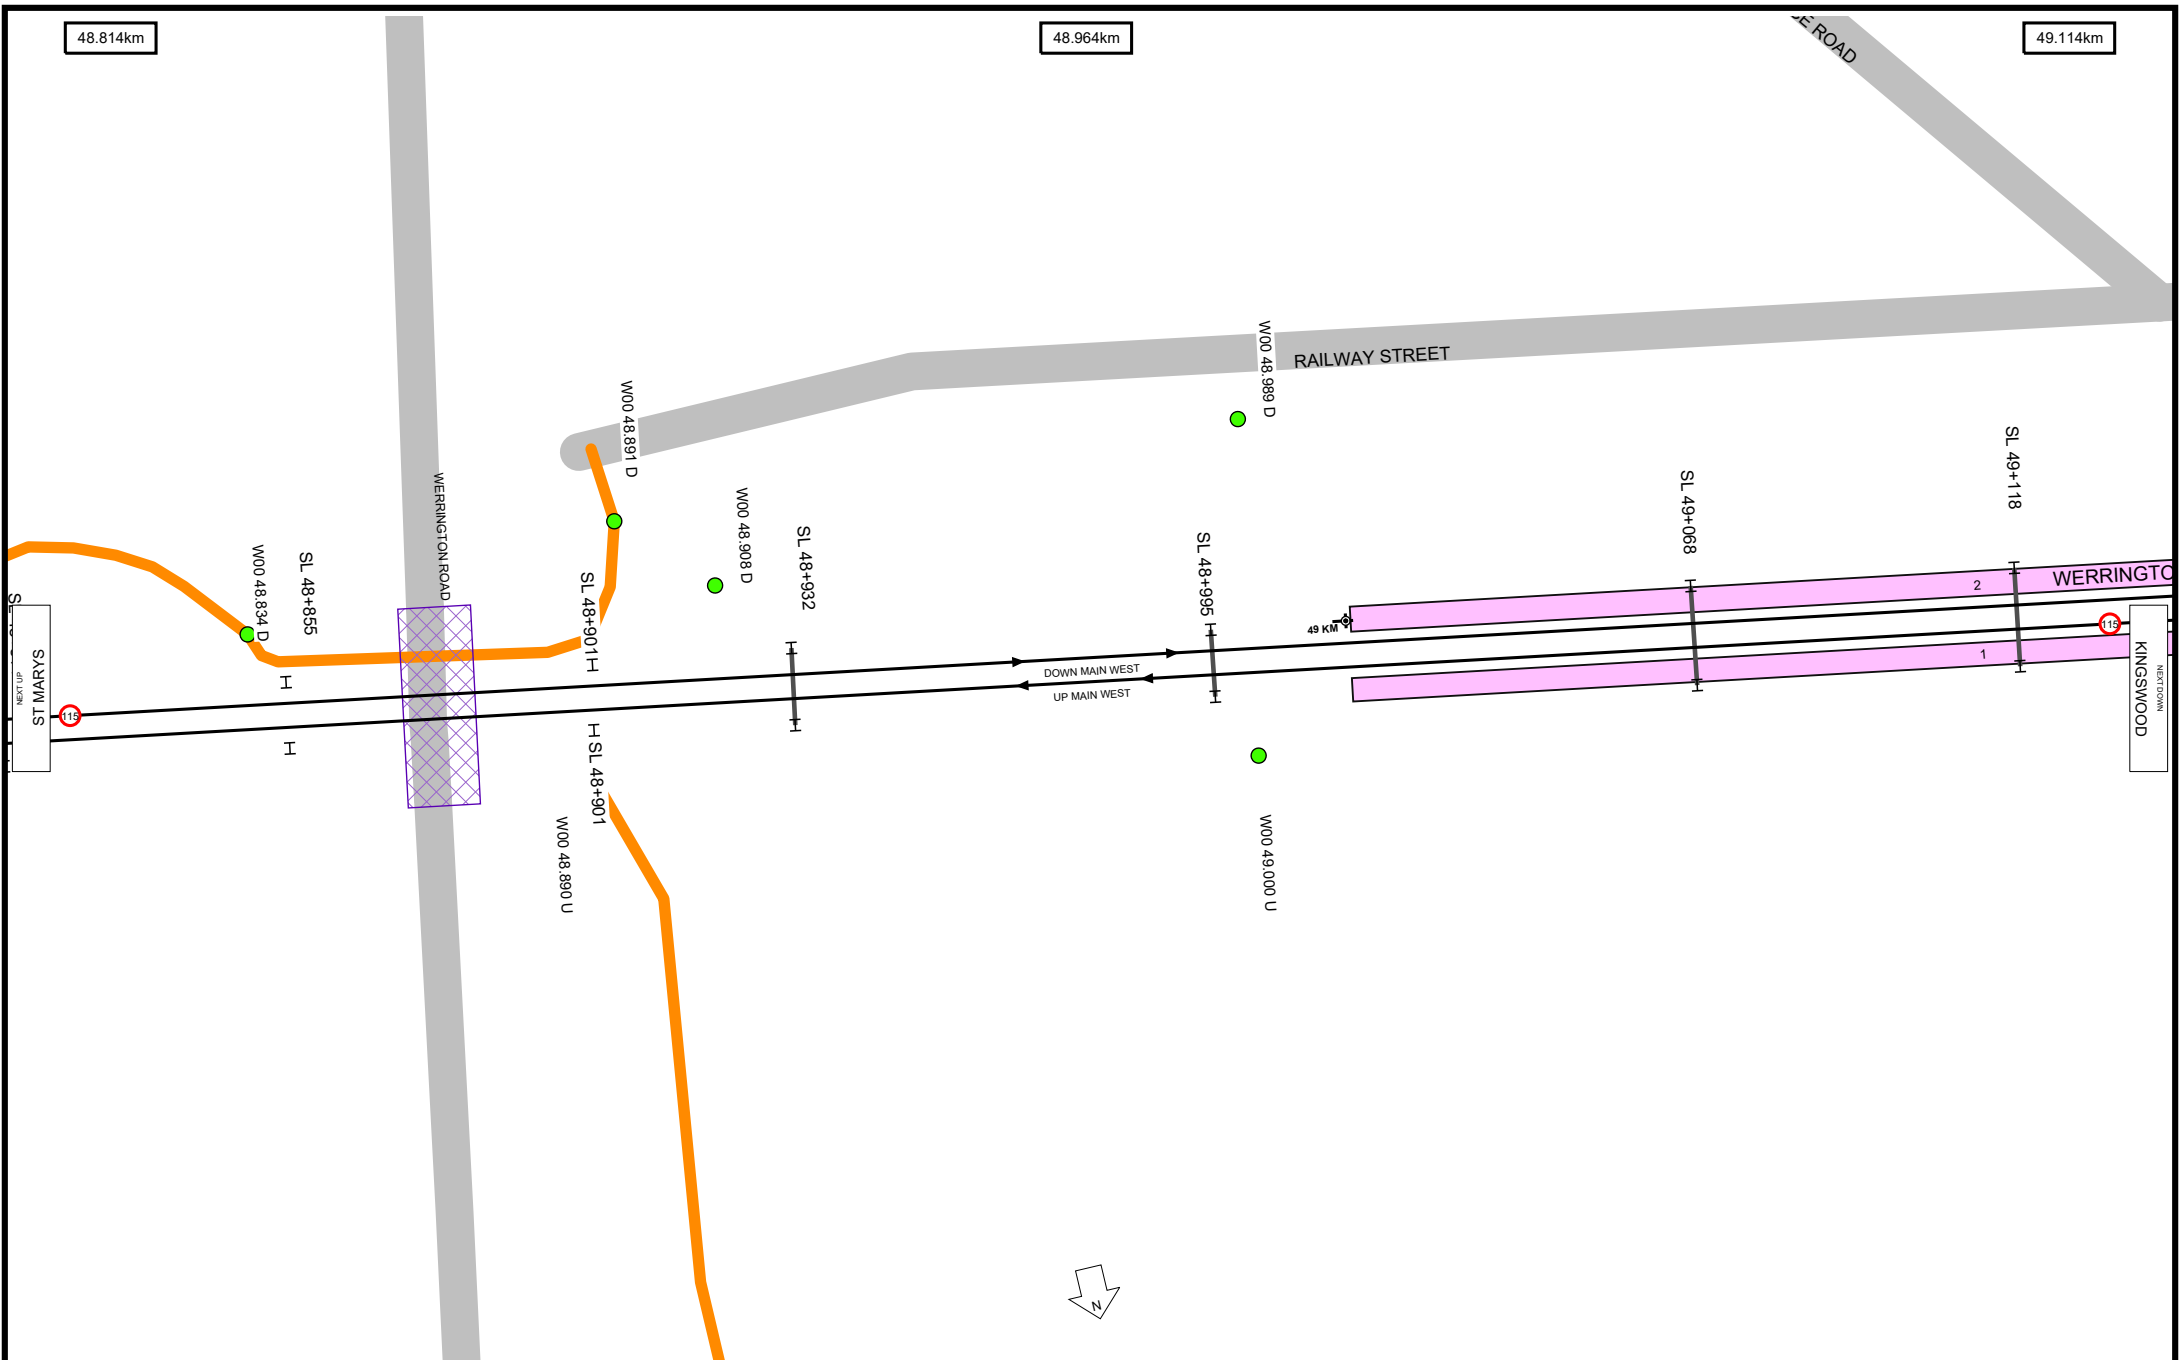 48.814km
48.964km
49.114km
CE ROAD
W00 48.989 D
RAILWAY STREET
W00 48.891 D
SL 49+118
SL 49+068
WERRINGTON ROAD
W00 48.908 D
SL 48+932
SL 48+995
W00 48.834 D
SL 48+855
SL 48+901
WERRINGTO
2
49 KM
115
DOWN MAIN WEST
UP MAIN WEST
1
NEXT UP
ST MARYS
115
KINGSWOOD
NEXT DOWN
SL 48+901
W00 48.890 U
W00 49.000 U
N